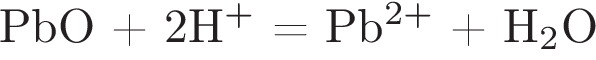 PbO + 2H⁺ = Pb²⁺ + H₂O